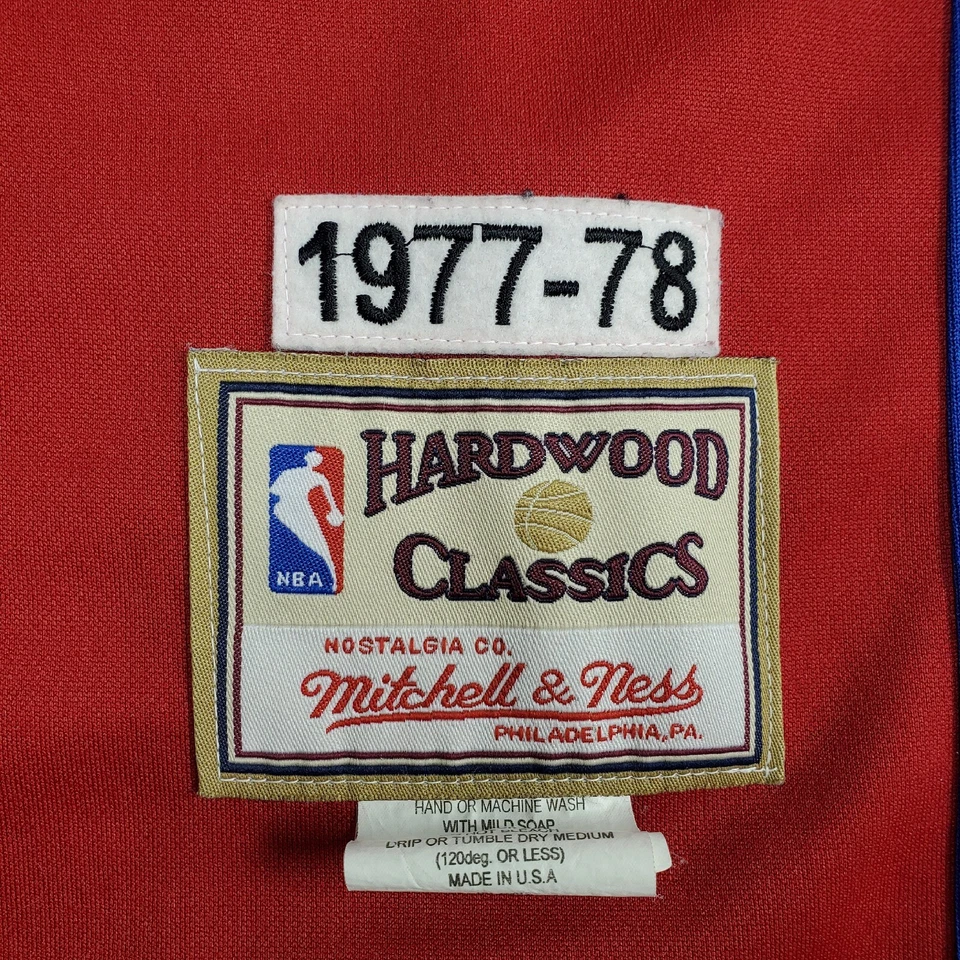 1977-78
HARDWOOD
CLASSICS
NBA
NOSTALGIA CO.
Mitchell & Ness
PHILADELPHIA, PA.
HAND OR MACHINE WASH
WITH MILD SOAP
DRIP OR TUMBLE DRY MEDIUM
(120deg. OR LESS)
MADE IN U.S.A